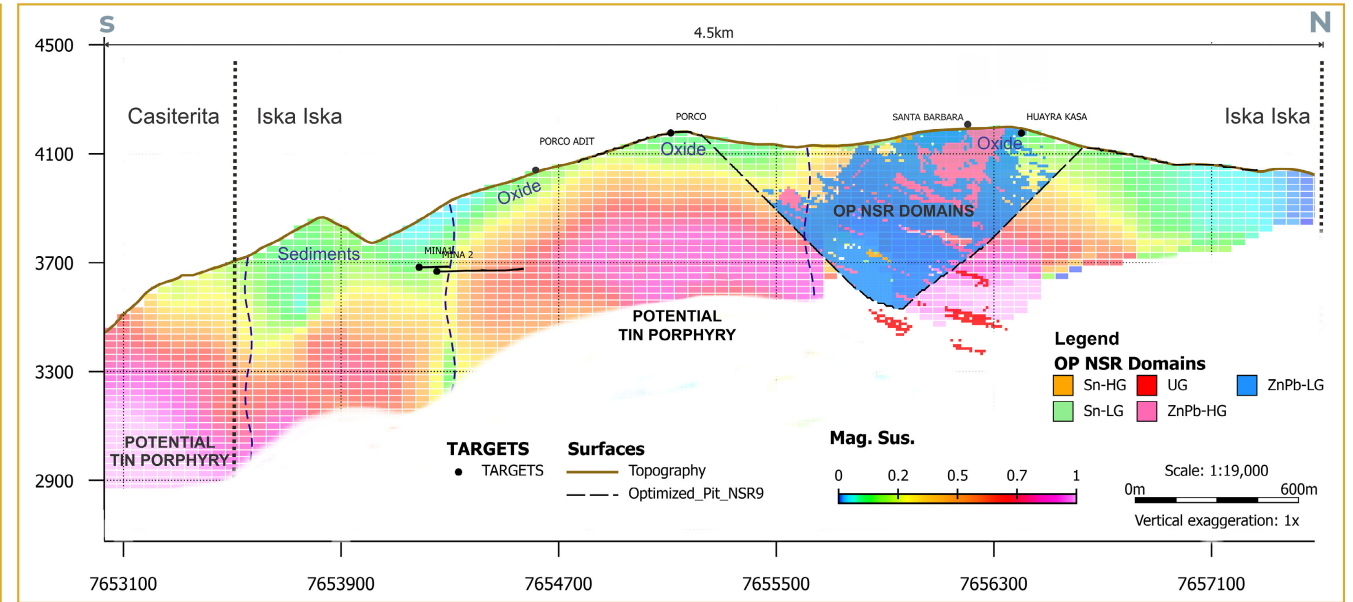 S
N
4.5km
4500
4100
3700
3300
2900
Casiterita
Iska Iska
Iska Iska
PORCO ADIT
PORCO
SANTA BARBARA
HUAYRA KASA
Oxide
Oxide
Oxide
Sediments
MINA 1
MINA 2
OP NSR DOMAINS
POTENTIAL
TIN PORPHYRY
POTENTIAL
TIN PORPHYRY
Legend
OP NSR Domains
Sn-HG
UG
ZnPb-LG
Sn-LG
ZnPb-HG
TARGETS
TARGETS
Surfaces
Topography
Optimized_Pit_NSR9
Mag. Sus.
0 0.2 0.5 0.7 1
Scale: 1:19,000
0m 600m
Vertical exaggeration: 1x
7653100 7653900 7654700 7655500 7656300 7657100